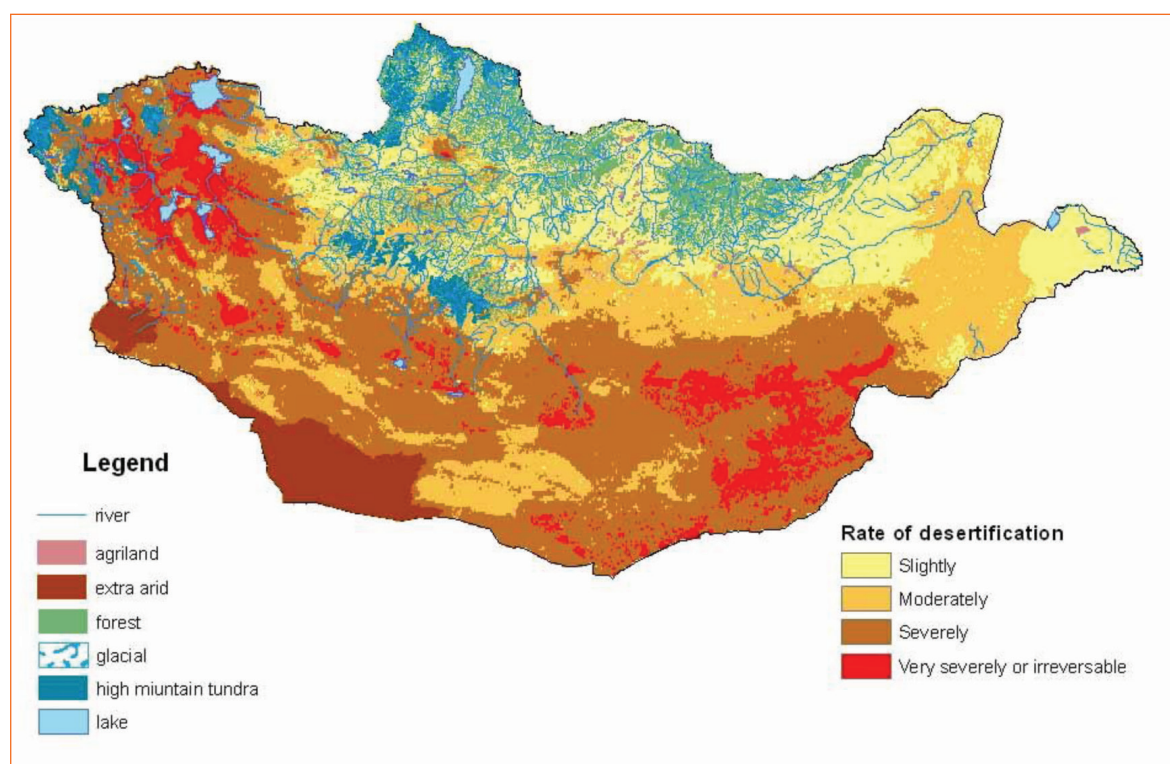 Legend
river
agriland
extra arid
forest
glacial
high miuntain tundra
lake
Rate of desertification
Slightly
Moderately
Severely
Very severely or irreversable